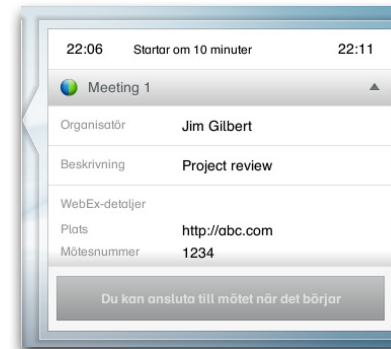 22:06 Startar om 10 minuter 22:11
Meeting 1
Organisatör Jim Gilbert
Beskrivning Project review
WebEx-detaljer
Plats http://abc.com
Mötesnummer 1234
Du kan ansluta till mötet när det börjar